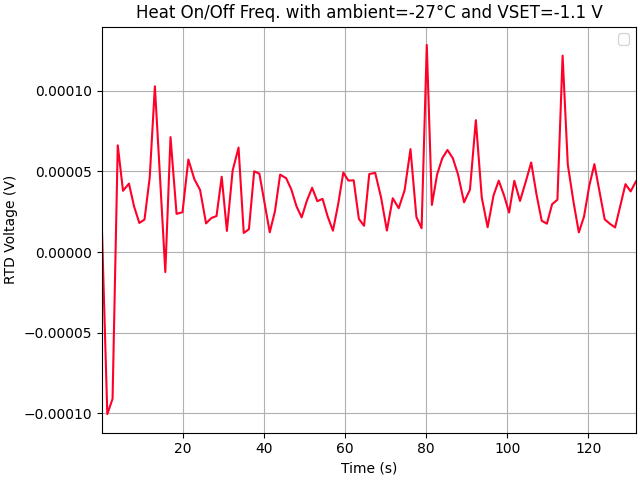 Heat On/Off Freq. with ambient=-27°C and VSET=-1.1 V
RTD Voltage (V)
0.00010
0.00005
0.00000
−0.00005
−0.00010
20 40 60 80 100 120
Time (s)